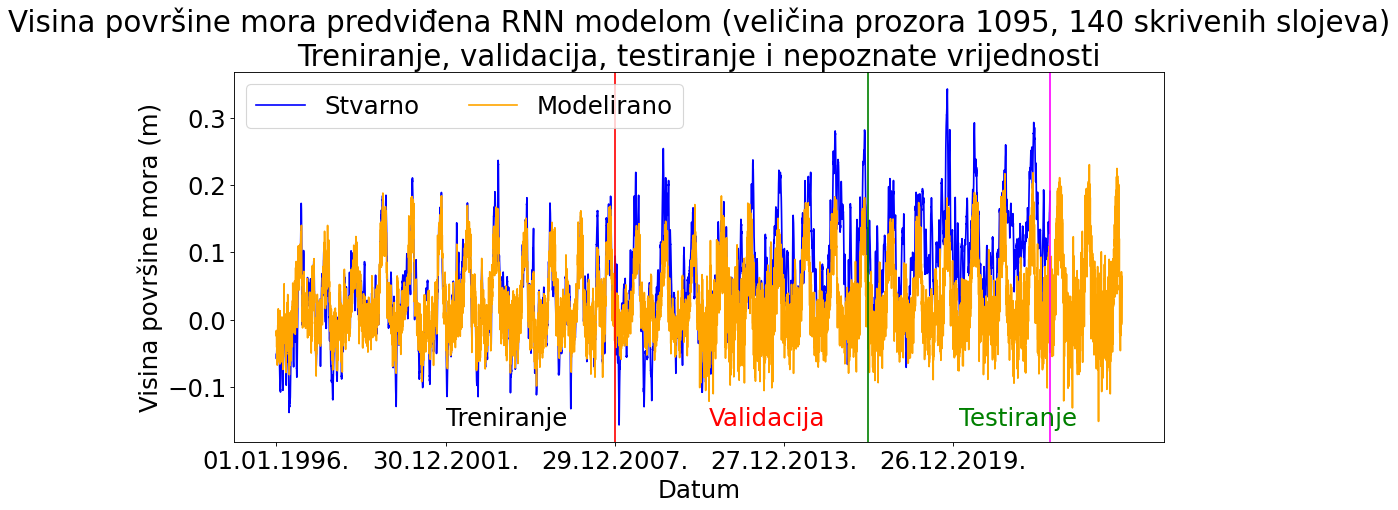 Visina površine mora predviđena RNN modelom (veličina prozora 1095, 140 skrivenih slojeva)
Treniranje, validacija, testiranje i nepoznate vrijednosti
Stvarno Modelirano
Visina površine mora (m)
0.3
0.2
0.1
0.0
−0.1
Treniranje Validacija Testiranje
01.01.1996. 30.12.2001. 29.12.2007. 27.12.2013. 26.12.2019.
Datum